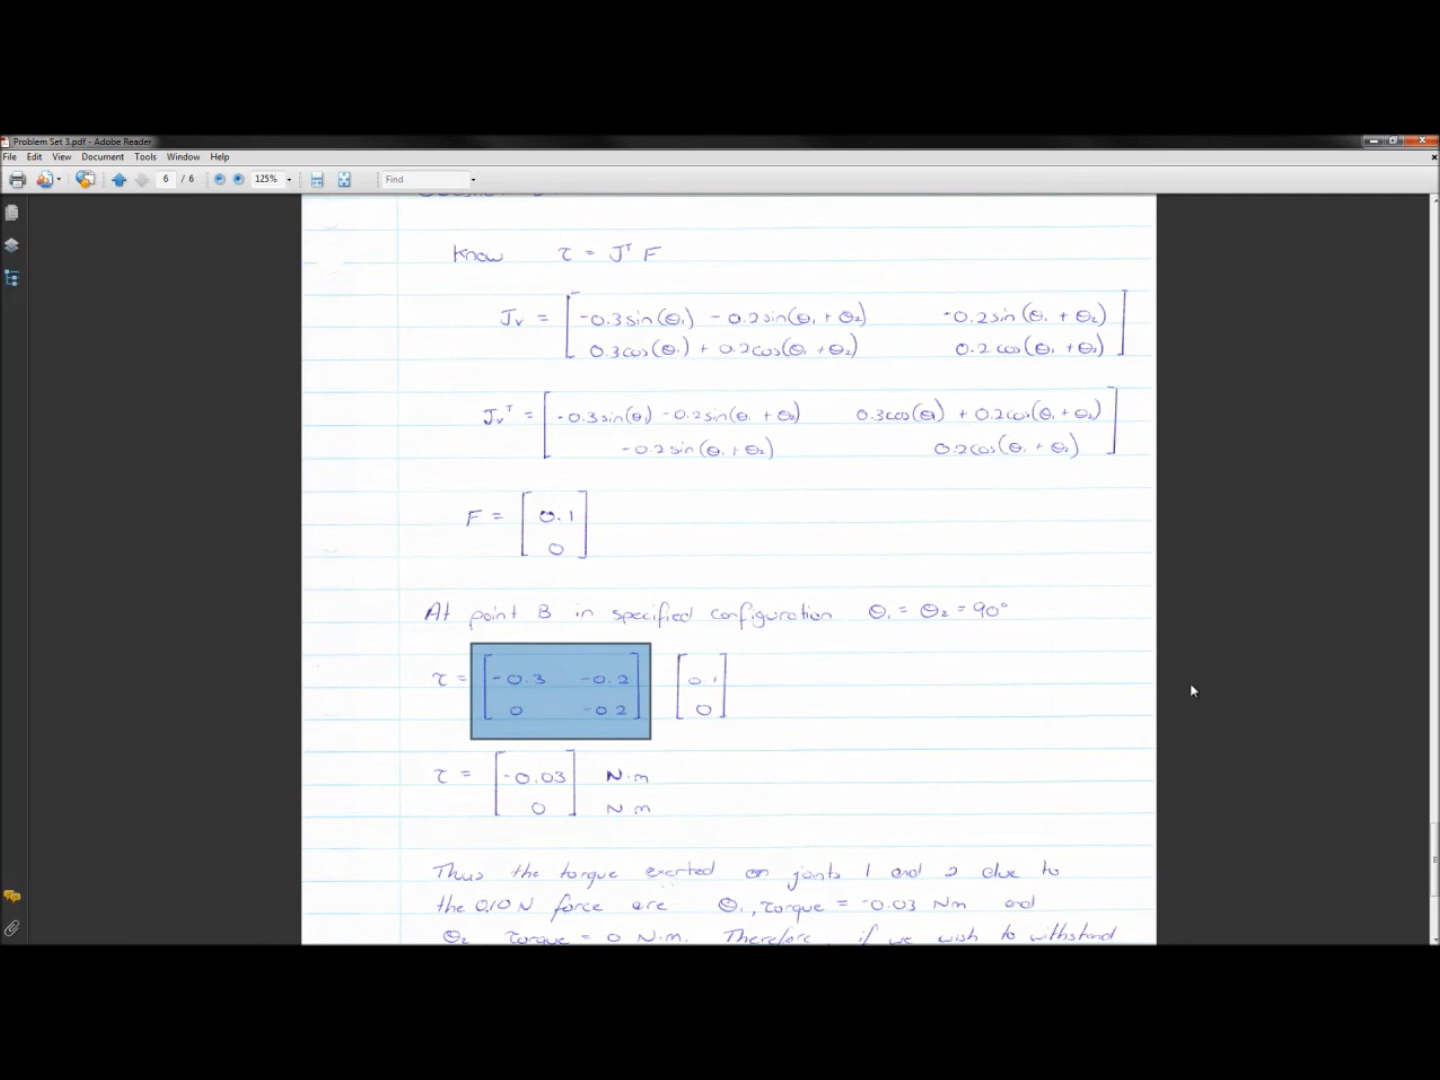 Problem Set 3.pdf - Adobe Reader
File Edit View Document Tools Window Help
6 / 6 125% Find
Know τ = Jᵀ F
Jv = [ -0.3sin(θ₁) - 0.2sin(θ₁ + θ₂) -0.2sin(θ₁ + θ₂) ]
[ 0.3cos(θ₁) + 0.2cos(θ₁ + θ₂) 0.2cos(θ₁ + θ₂) ]
Jvᵀ = [ -0.3sin(θ₁) - 0.2sin(θ₁ + θ₂) 0.3cos(θ₁) + 0.2cos(θ₁ + θ₂) ]
[ -0.2sin(θ₁ + θ₂) 0.2cos(θ₁ + θ₂) ]
F = [ 0.1 ]
[ 0 ]
At point B in specified configuration θ₁ = θ₂ = 90°
τ = [ -0.3 -0.2 ] [ 0.1 ]
[ 0 -0.2 ] [ 0 ]
τ = [ -0.03 ] N·m
[ 0 ] N·m
Thus the torque exerted on joints 1 and 2 due to
the 0.10 N force are θ₁, torque = -0.03 Nm and
θ₂ torque = 0 N.m. Therefore, if we wish to withstand